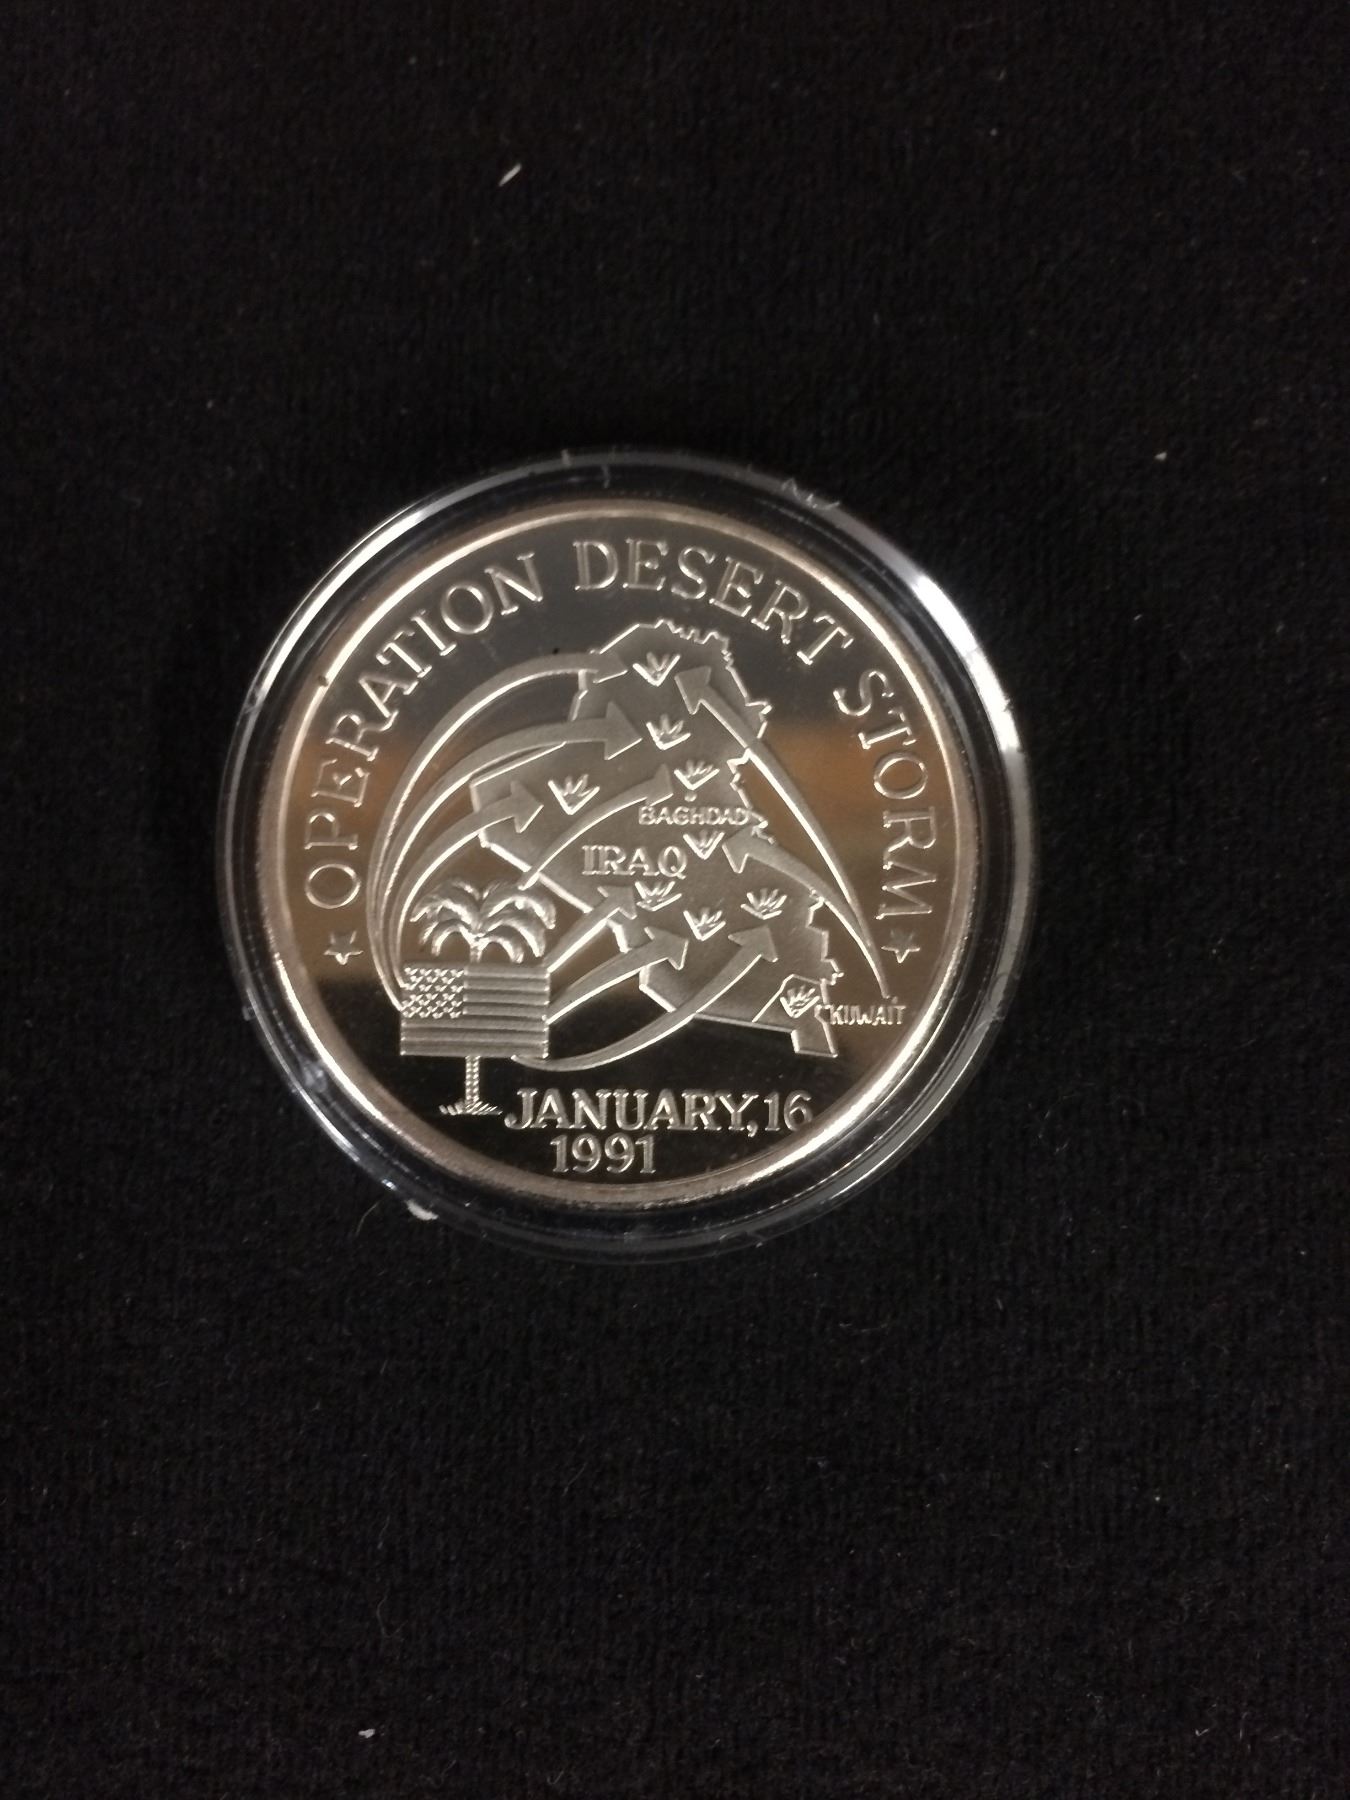 OPERATION DESERT STORM
BAGHDAD
IRAQ
KUWAIT
JANUARY, 16
1991